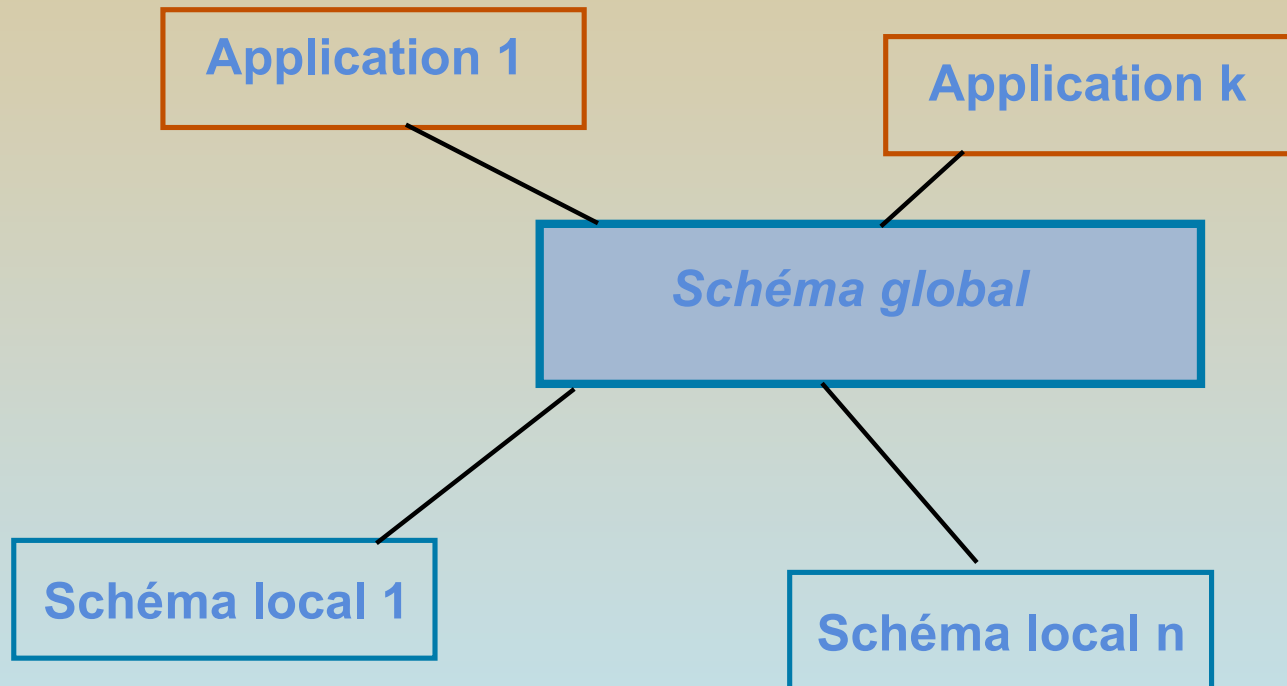 Application 1
Application k
Schéma global
Schéma local 1
Schéma local n